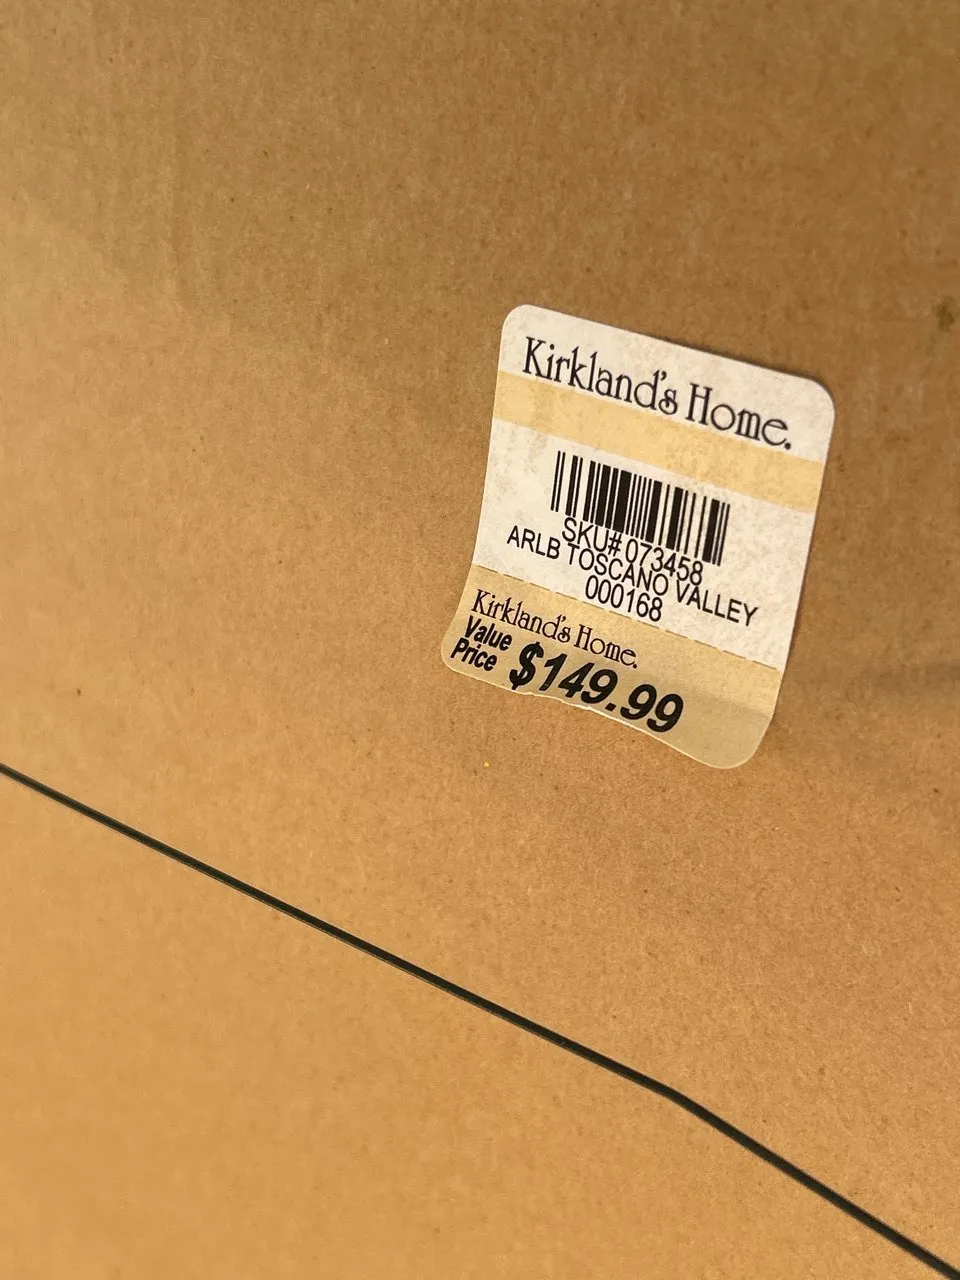 Kirkland's Home.
SKU# 073458
ARLB TOSCANO VALLEY
000168
Kirkland's Home.
Value
Price $149.99